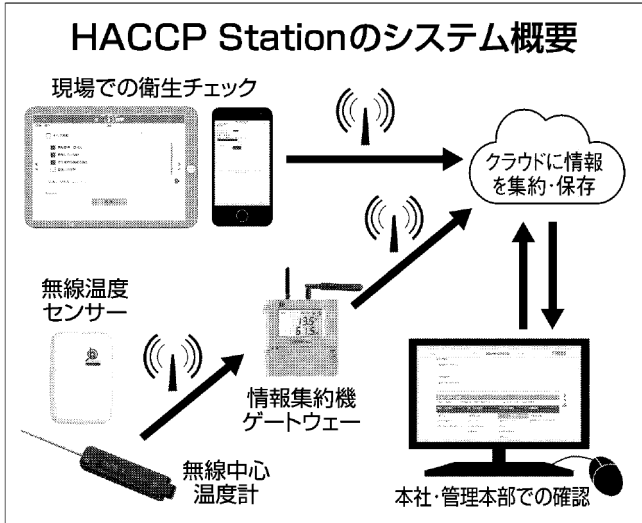 HACCP Stationのシステム概要
現場での衛生チェック
クラウドに情報
を集約・保存
無線温度
センサー
情報集約機
ゲートウェー
無線中心
温度計
本社・管理本部での確認